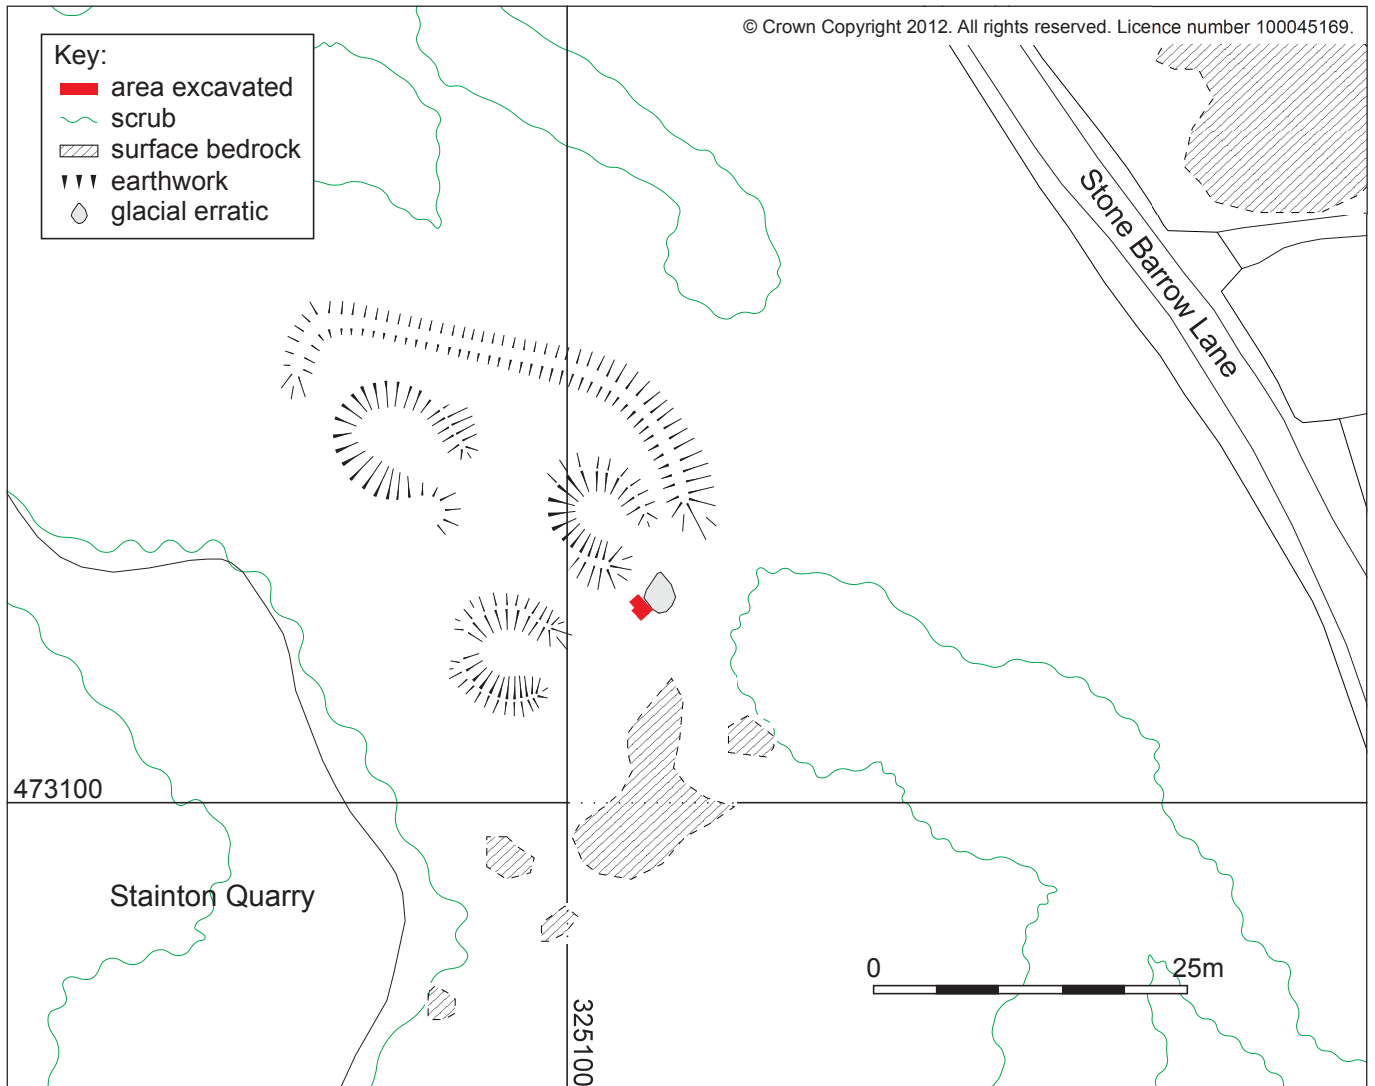 © Crown Copyright 2012. All rights reserved. Licence number 100045169.
Key:
area excavated
scrub
surface bedrock
earthwork
glacial erratic
Stone Barrow Lane
473100
Stainton Quarry
0 25m
325100